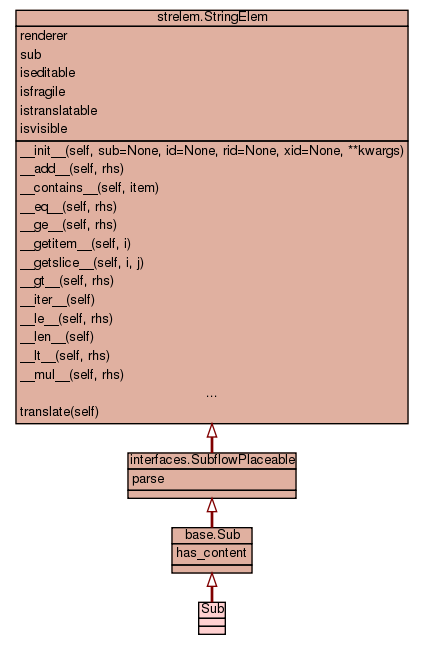 strelem.StringElem
renderer
sub
iseditable
isfragile
istranslatable
isvisible
__init__(self, sub=None, id=None, rid=None, xid=None, **kwargs)
__add__(self, rhs)
__contains__(self, item)
__eq__(self, rhs)
__ge__(self, rhs)
__getitem__(self, i)
__getslice__(self, i, j)
__gt__(self, rhs)
__iter__(self)
__le__(self, rhs)
__len__(self)
__lt__(self, rhs)
__mul__(self, rhs)
...
translate(self)
interfaces.SubflowPlaceable
parse
base.Sub
has_content
Sub